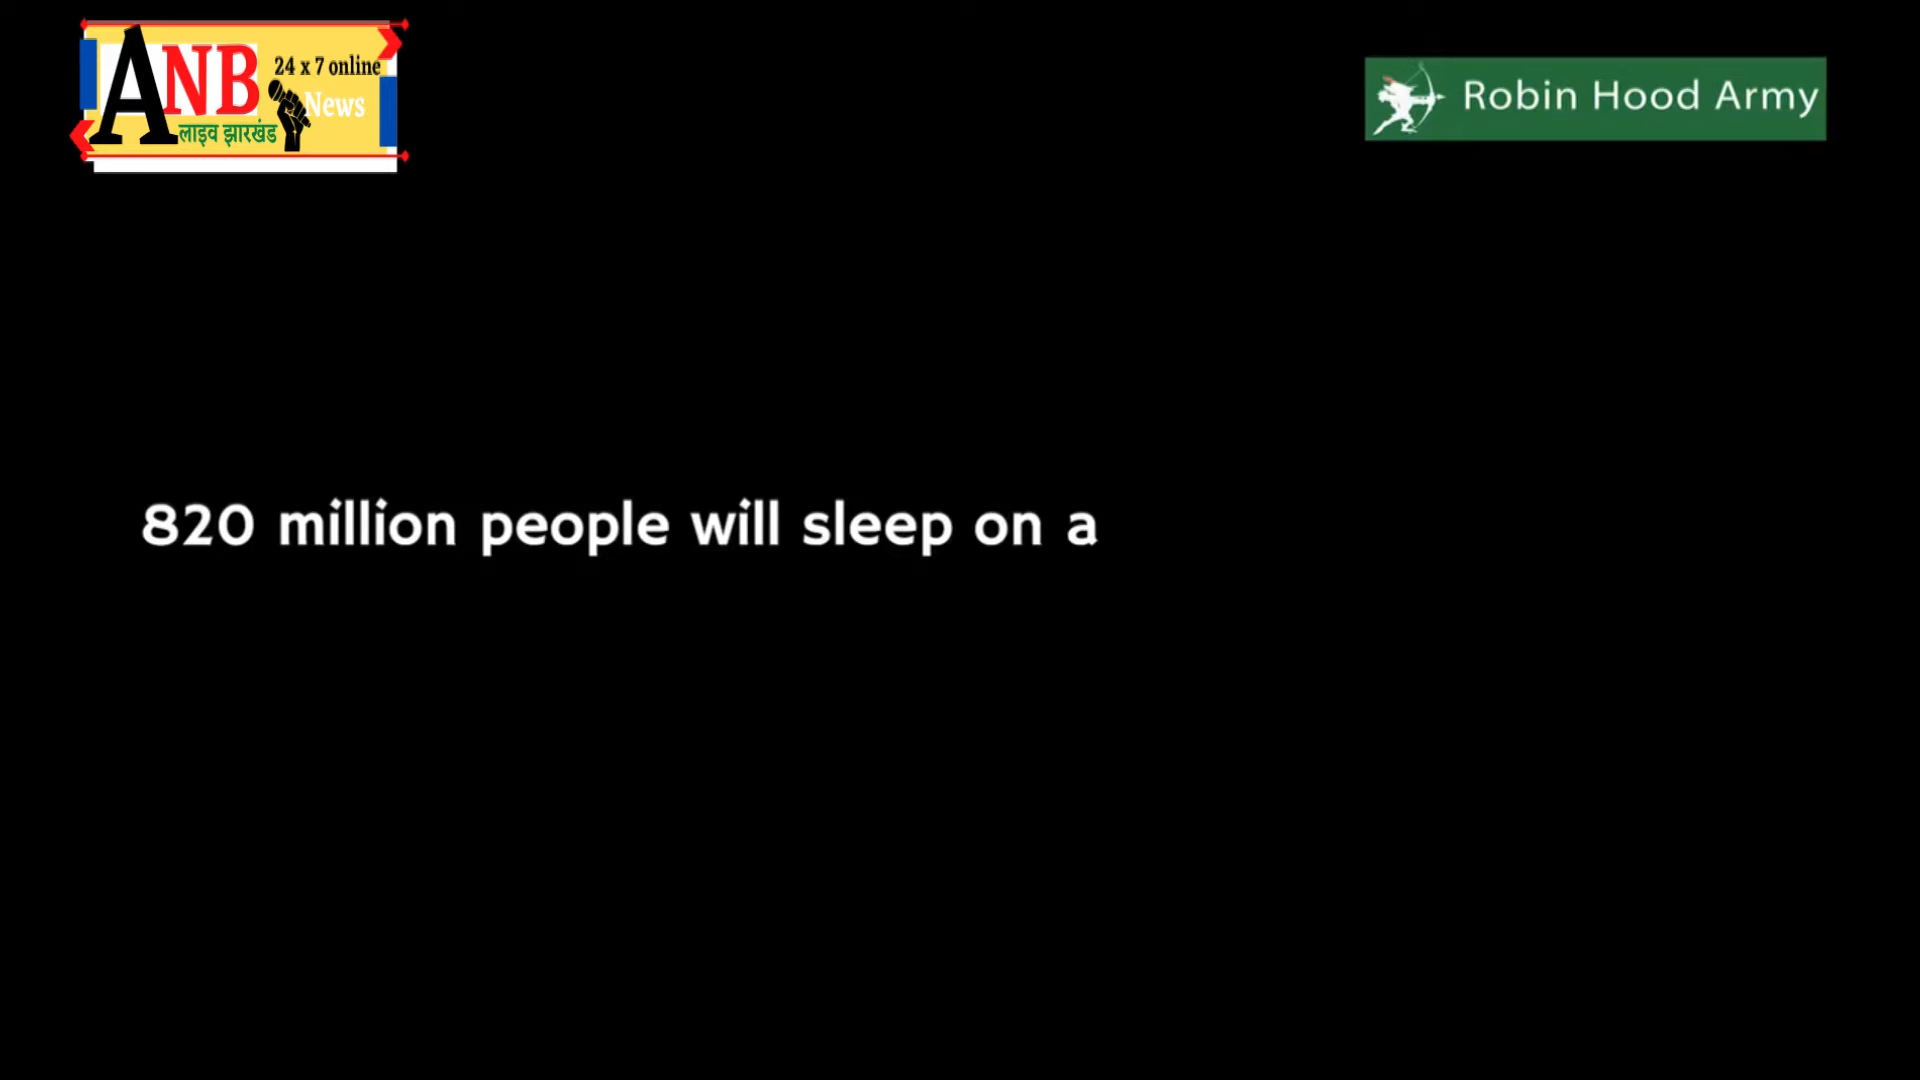 ANB
24 x 7 online
News
लाइव झारखंड
Robin Hood Army
820 million people will sleep on a